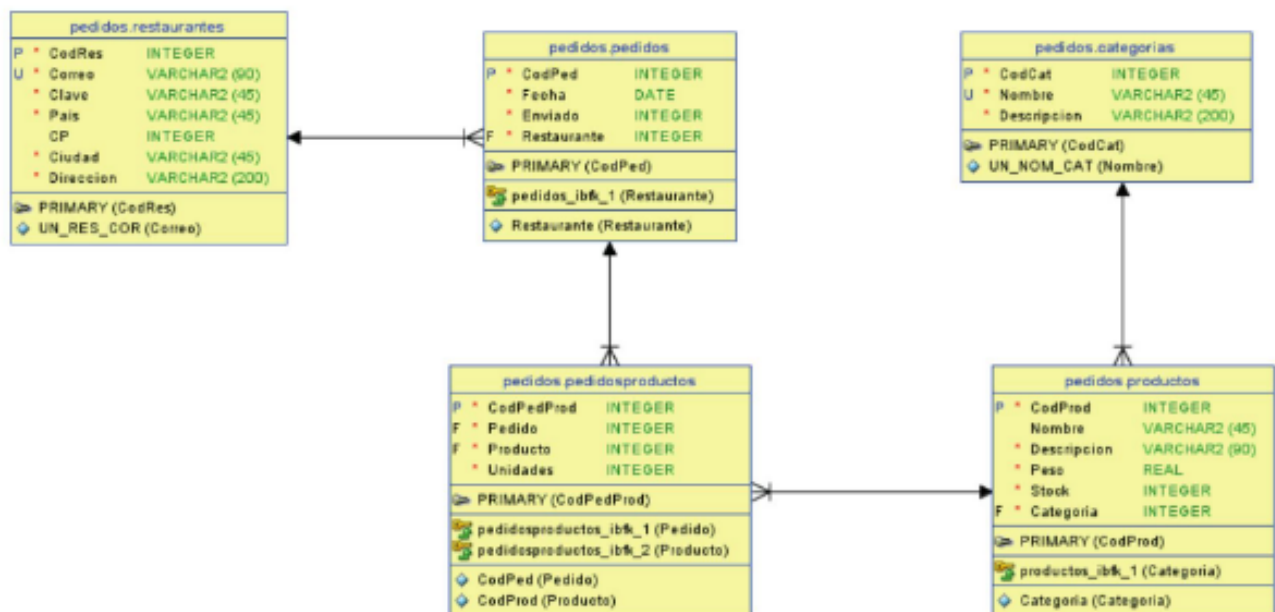 pedidos.restaurantes
P * CodRes INTEGER
U * Correo VARCHAR2 (90)
* Clave VARCHAR2 (45)
* Pais VARCHAR2 (45)
CP INTEGER
* Ciudad VARCHAR2 (45)
* Direccion VARCHAR2 (200)
PRIMARY (CodRes)
UN_RES_COR (Correo)
pedidos.pedidos
P * CodPed INTEGER
* Fecha DATE
* Enviado INTEGER
F * Restaurante INTEGER
PRIMARY (CodPed)
pedidos_ibfk_1 (Restaurante)
Restaurante (Restaurante)
pedidos.categorias
P * CodCat INTEGER
U * Nombre VARCHAR2 (45)
* Descripcion VARCHAR2 (200)
PRIMARY (CodCat)
UN_NOM_CAT (Nombre)
pedidos.pedidosproductos
P * CodPedProd INTEGER
F * Pedido INTEGER
F * Producto INTEGER
* Unidades INTEGER
PRIMARY (CodPedProd)
pedidosproductos_ibfk_1 (Pedido)
pedidosproductos_ibfk_2 (Producto)
CodPed (Pedido)
CodProd (Producto)
pedidos.productos
P * CodProd INTEGER
Nombre VARCHAR2 (45)
* Descripcion VARCHAR2 (90)
* Peso REAL
* Stock INTEGER
F * Categoria INTEGER
PRIMARY (CodProd)
productos_ibfk_1 (Categoria)
Categoria (Categoria)